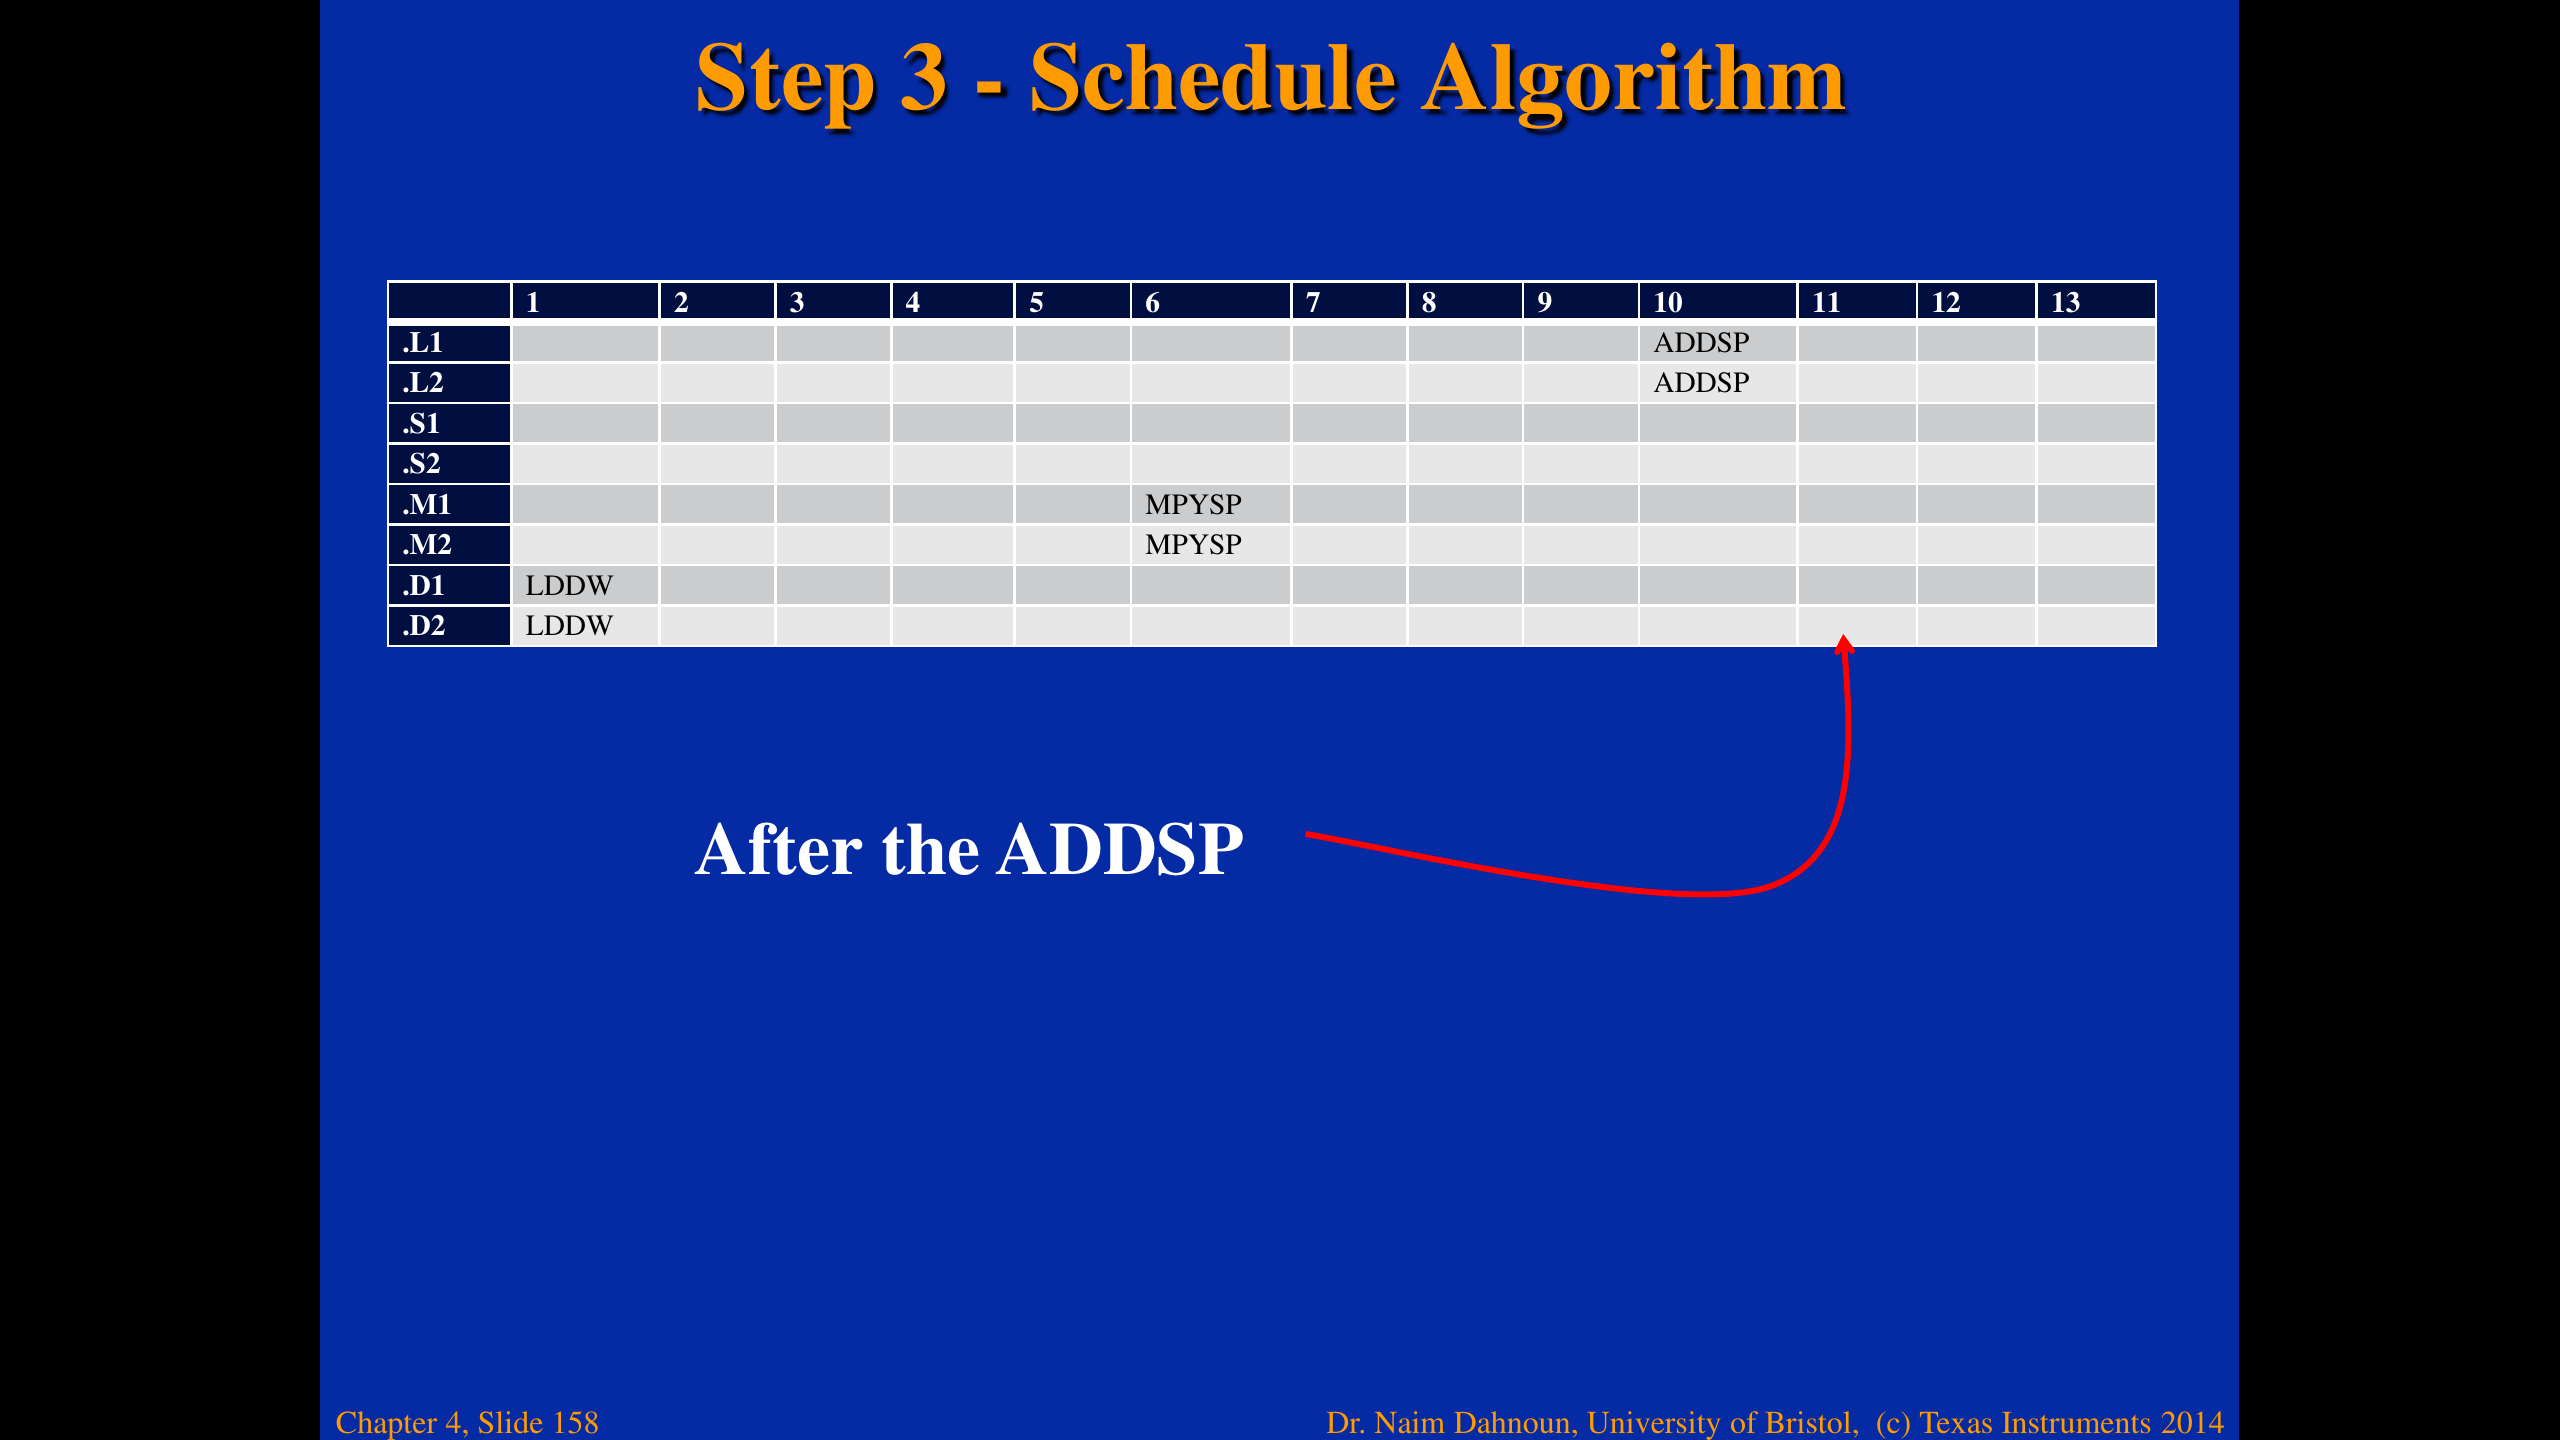 Step 3 - Schedule Algorithm
1 2 3 4 5 6 7 8 9 10 11 12 13
.L1 ADDSP
.L2 ADDSP
.S1
.S2
.M1 MPYSP
.M2 MPYSP
.D1 LDDW
.D2 LDDW
After the ADDSP
Chapter 4, Slide 158
Dr. Naim Dahnoun, University of Bristol, (c) Texas Instruments 2014